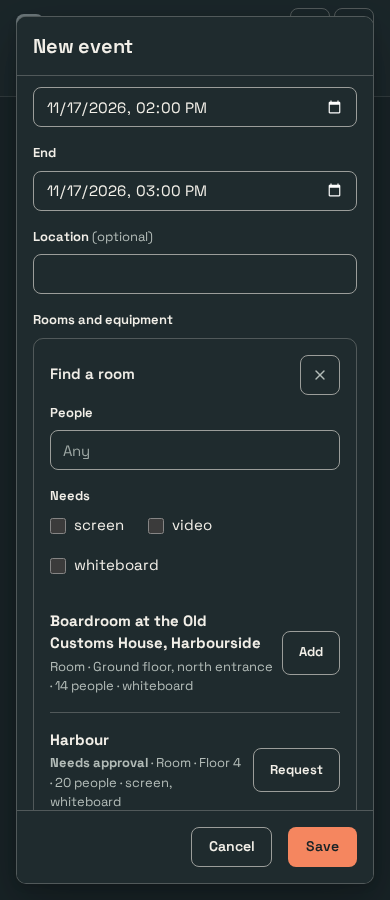 New event
11/17/2026, 02:00 PM
End
11/17/2026, 03:00 PM
Location (optional)
Rooms and equipment
Find a room
People
Any
Needs
screen
video
whiteboard
Boardroom at the Old
Customs House, Harbourside
Room · Ground floor, north entrance
· 14 people · whiteboard
Add
Harbour
Needs approval · Room · Floor 4
· 20 people · screen,
whiteboard
Request
Cancel
Save